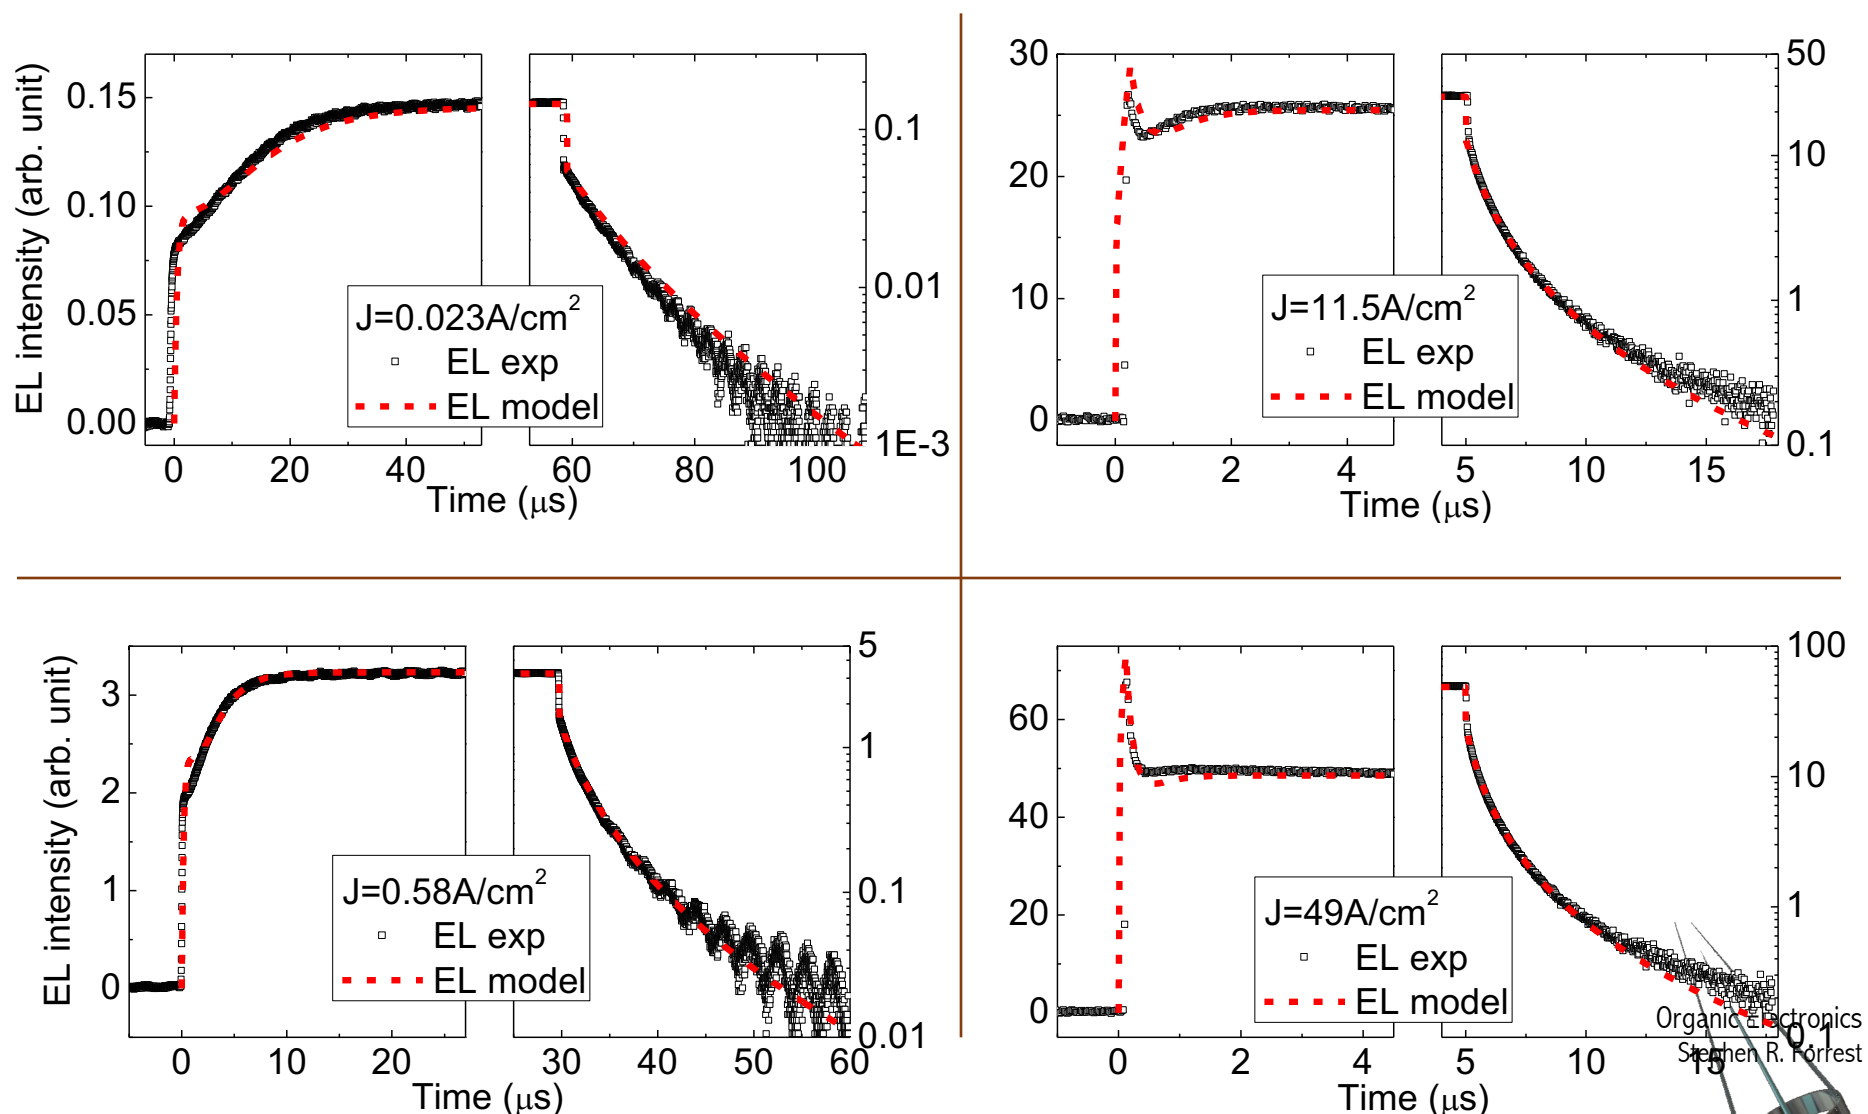 EL intensity (arb. unit)
0.15
0.10
0.05
0.00
0 20 40 60 80 100
0.1
0.01
1E-3
J=0.023A/cm²
EL exp
EL model
Time (μs)
30
20
10
0
0 2 4 5 10 15
50
10
1
0.1
J=11.5A/cm²
EL exp
EL model
Time (μs)
EL intensity (arb. unit)
3
2
1
0
0 10 20 30 40 50 60
5
1
0.1
0.01
J=0.58A/cm²
EL exp
EL model
Time (μs)
60
40
20
0
0 2 4 5 10 15
100
10
1
0.1
J=49A/cm²
EL exp
EL model
Time (μs)
Organic Electronics
Stephen R. Forrest